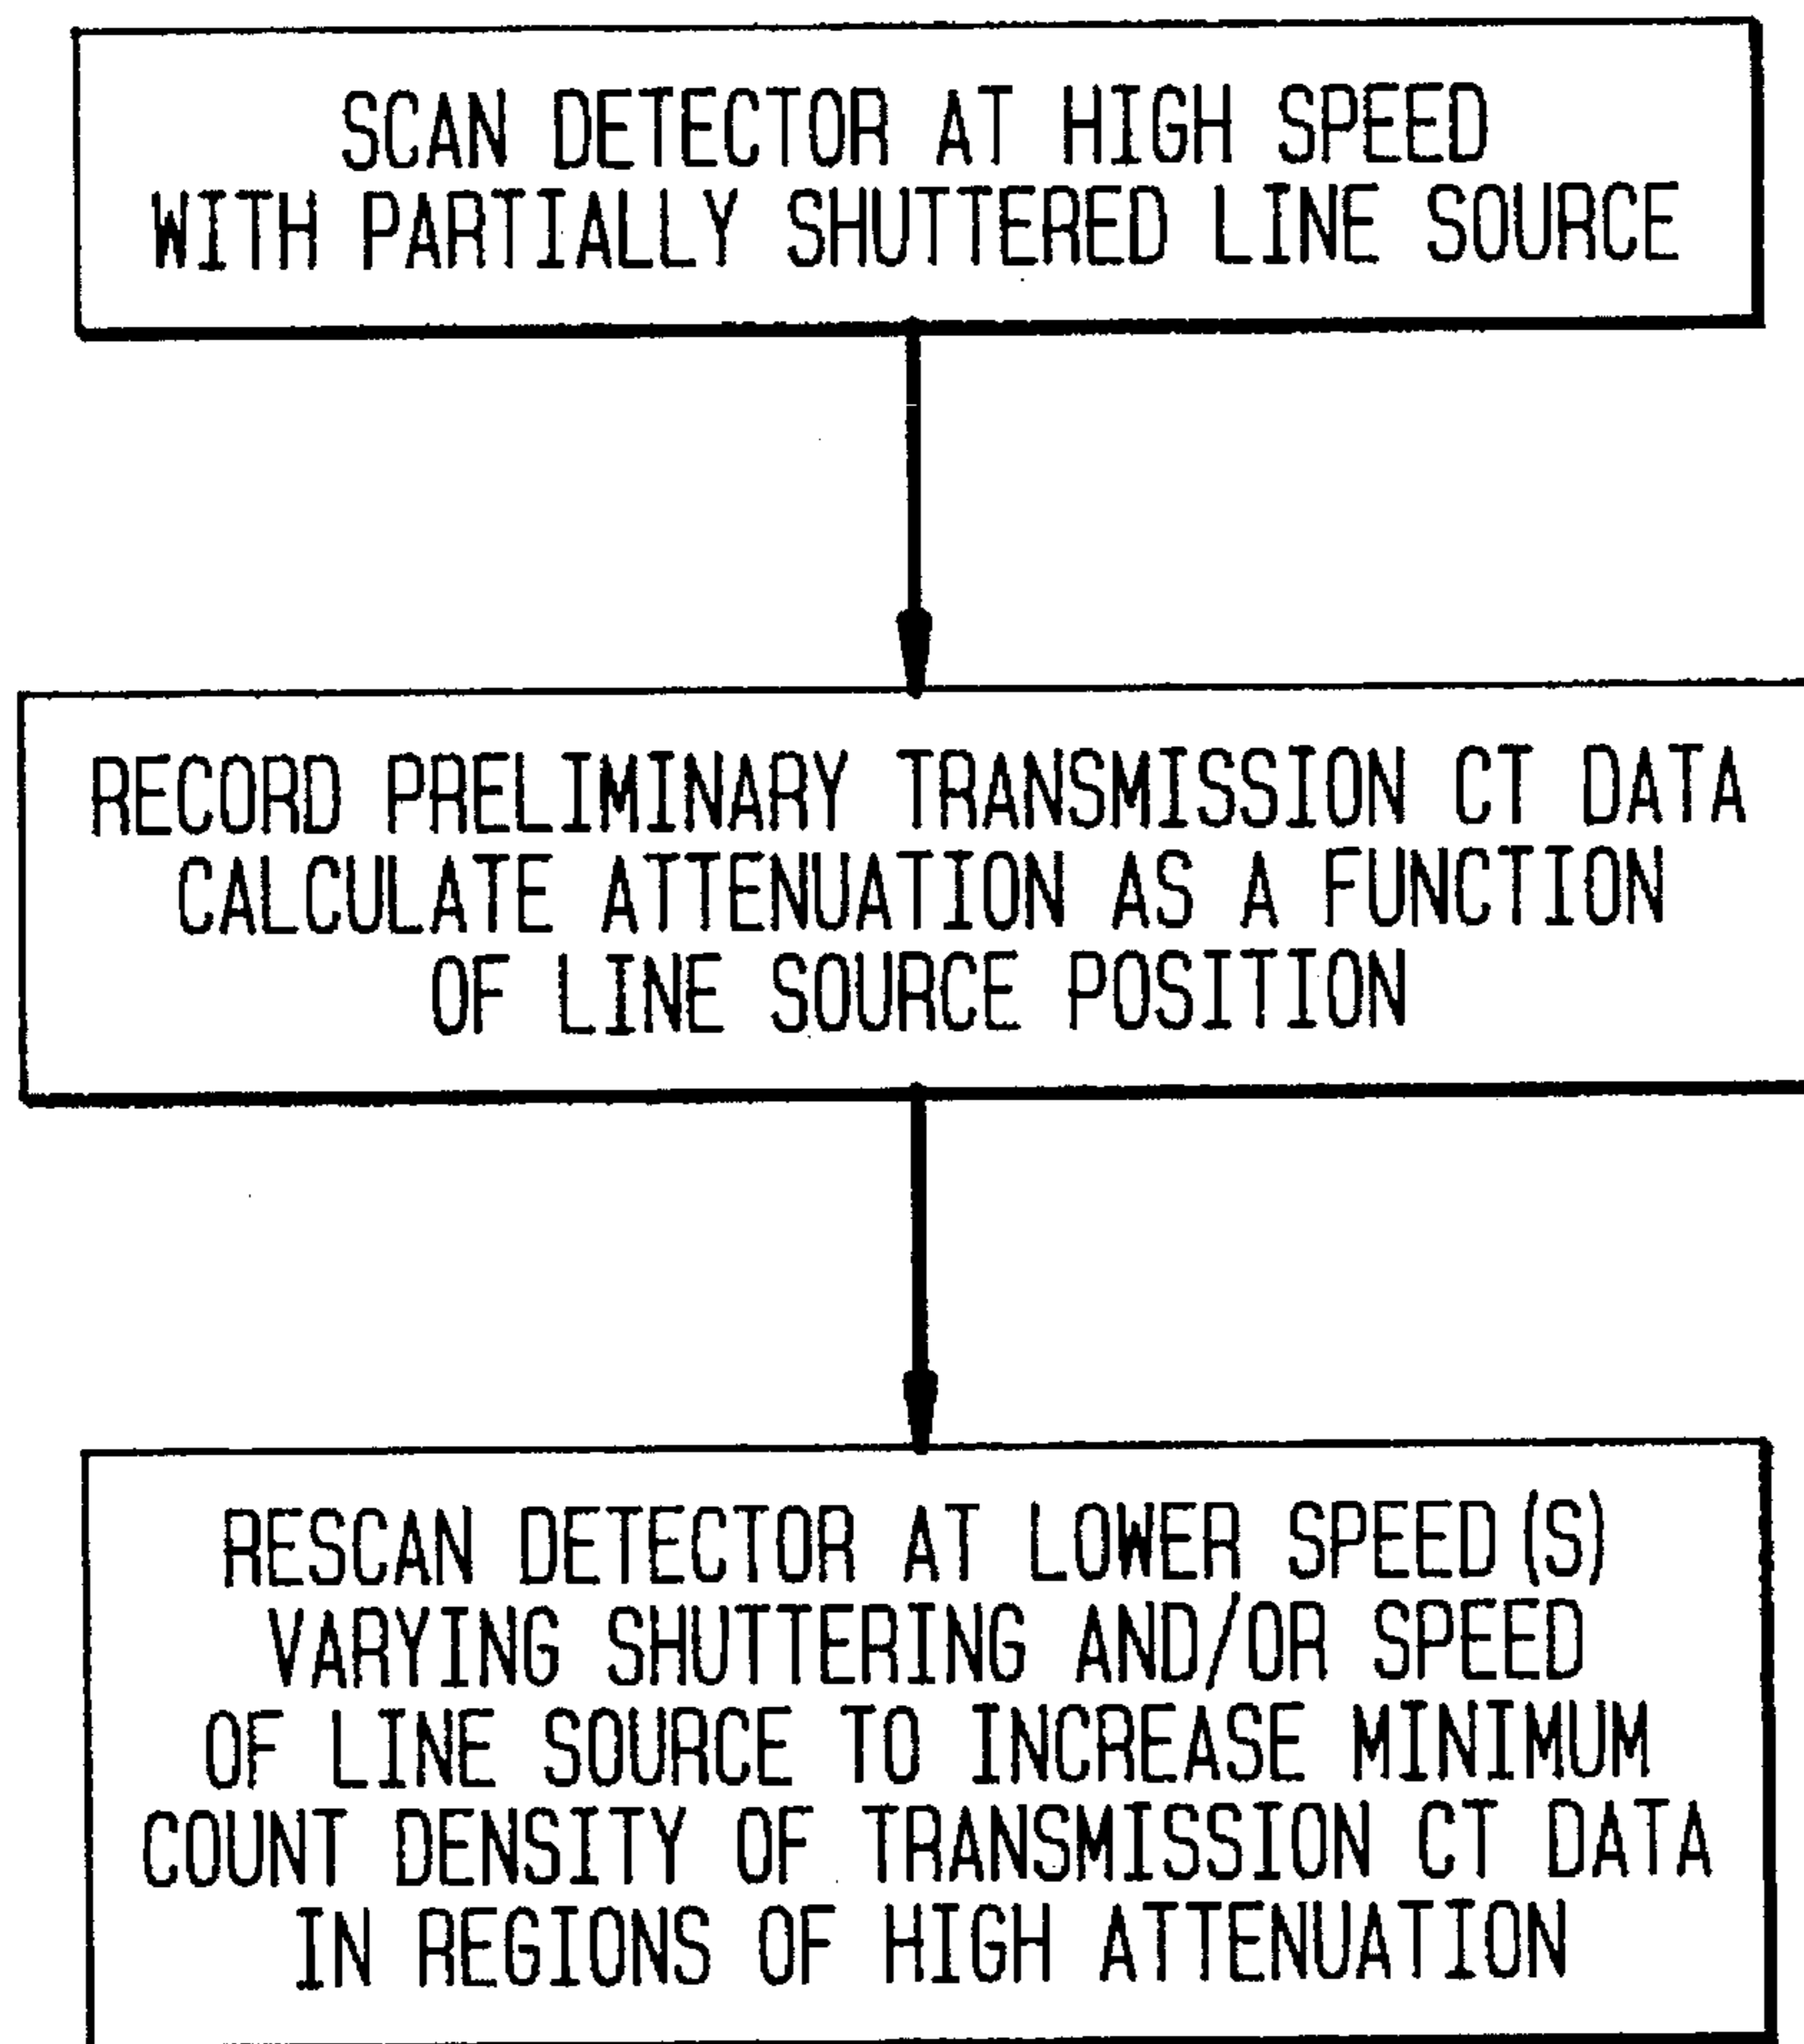 SCAN DETECTOR AT HIGH SPEED
WITH PARTIALLY SHUTTERED LINE SOURCE
RECORD PRELIMINARY TRANSMISSION CT DATA
CALCULATE ATTENUATION AS A FUNCTION
OF LINE SOURCE POSITION
RESCAN DETECTOR AT LOWER SPEED(S)
VARYING SHUTTERING AND/OR SPEED
OF LINE SOURCE TO INCREASE MINIMUM
COUNT DENSITY OF TRANSMISSION CT DATA
IN REGIONS OF HIGH ATTENUATION